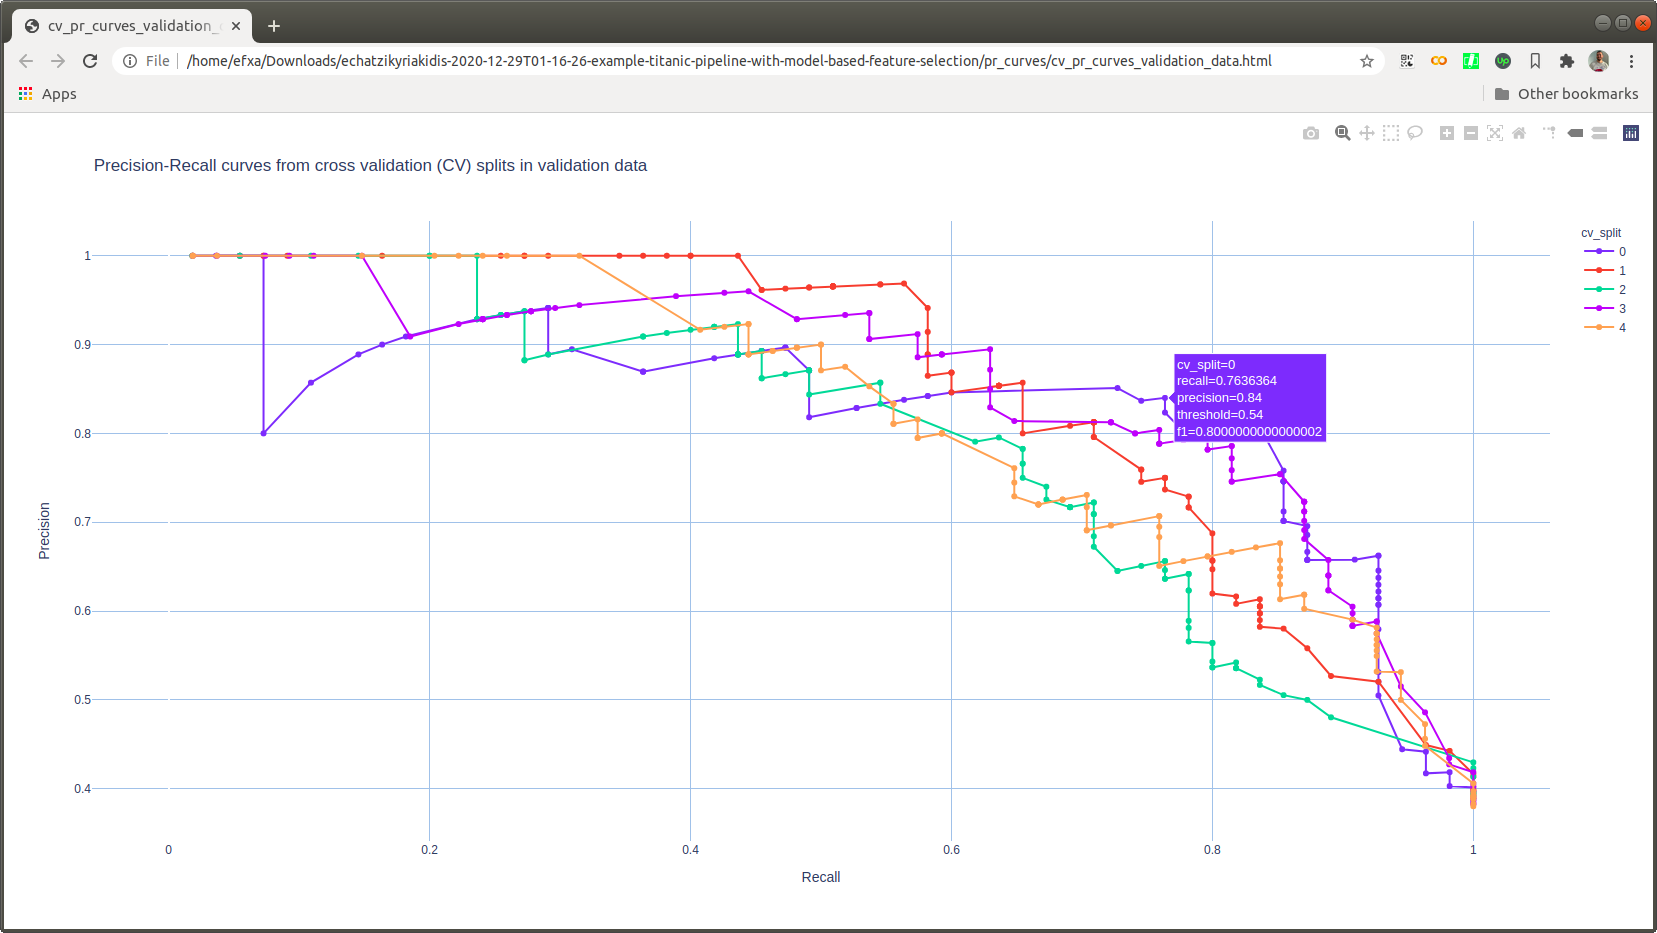 cv_pr_curves_validation_
File
/home/efxa/Downloads/echatzikyriakidis-2020-12-29T01-16-26-example-titanic-pipeline-with-model-based-feature-selection/pr_curves/cv_pr_curves_validation_data.html
Up
Apps
Other bookmarks
Precision-Recall curves from cross validation (CV) splits in validation data
cv_split
0
1
2
3
4
1
0.9
0.8
0.7
0.6
0.5
0.4
Precision
cv_split=0
recall=0.7636364
precision=0.84
threshold=0.54
f1=0.8000000000000002
0
0.2
0.4
0.6
0.8
1
Recall